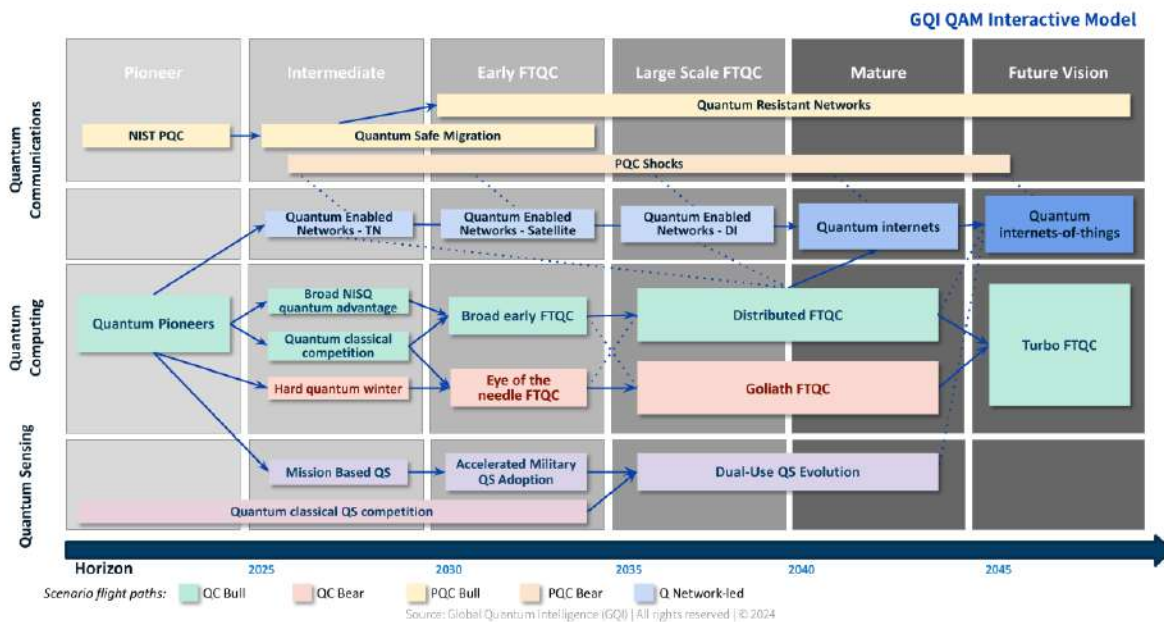 GQI QAM Interactive Model
Pioneer
Intermediate
Early FTQC
Large Scale FTQC
Mature
Future Vision
Quantum
Communications
Quantum Resistant Networks
NIST PQC
Quantum Safe Migration
PQC Shocks
Quantum Enabled
Networks - TN
Quantum Enabled
Networks - Satellite
Quantum Enabled
Networks - DI
Quantum internets
Quantum
internets-of-things
Quantum
Computing
Quantum Pioneers
Broad NISQ
quantum advantage
Quantum classical
competition
Hard quantum winter
Broad early FTQC
Eye of the
needle FTQC
Distributed FTQC
Goliath FTQC
Turbo FTQC
Quantum Sensing
Mission Based QS
Accelerated Military
QS Adoption
Dual-Use QS Evolution
Quantum classical QS competition
Horizon
2025
2030
2035
2040
2045
Scenario flight paths:
QC Bull
QC Bear
PQC Bull
PQC Bear
Q Network-led
Source: Global Quantum Intelligence (GQI) | All rights reserved | © 2024